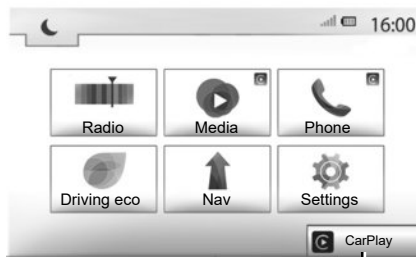 16:00
Radio
Media
Phone
Driving eco
Nav
Settings
CarPlay